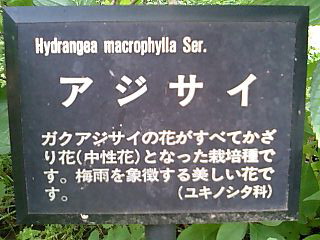 Hydrangea macrophylla Ser.
アジサイ
ガクアジサイの花がすべてかざ
り花(中性花)となった栽培種で
す。梅雨を象徴する美しい花で
す。 (ユキノシタ科)